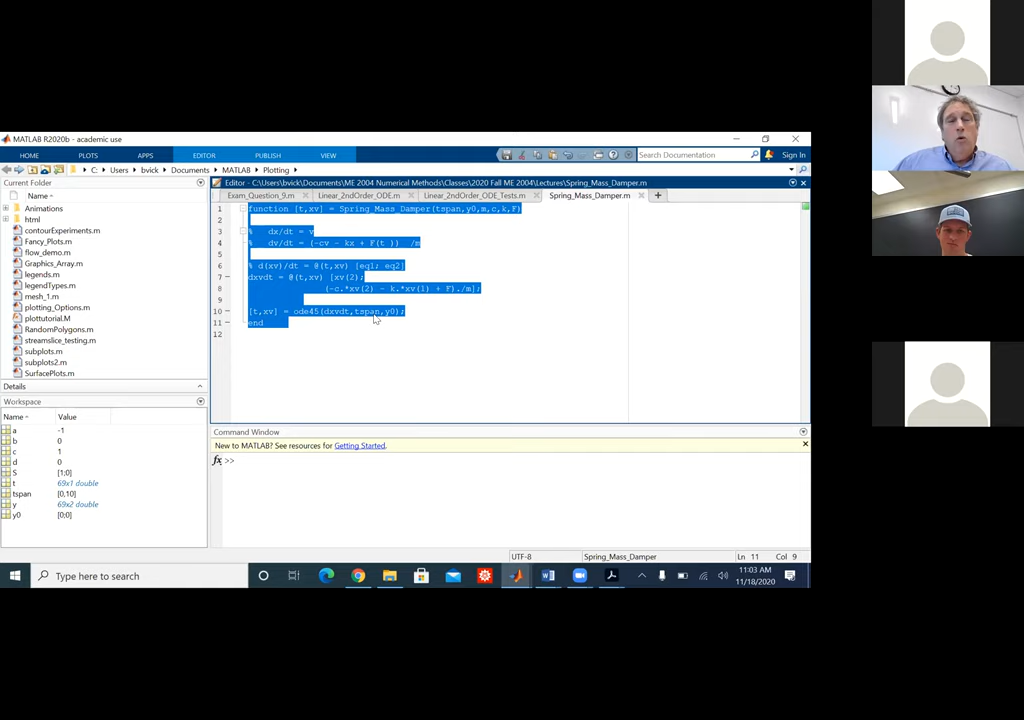 MATLAB R2020b - academic use
HOME PLOTS APPS EDITOR PUBLISH VIEW Search Documentation Sign In
C: Users bvick Documents MATLAB Plotting
Current Folder
Name
Animations
html
contourExperiments.m
Fancy_Plots.m
flow_demo.m
Graphics_Array.m
legends.m
legendTypes.m
mesh_1.m
plotting_Options.m
plottutorial.M
RandomPolygons.m
streamslice_testing.m
subplots.m
subplots2.m
SurfacePlots.m
Details
Workspace
Name Value
a -1
b 0
c 1
d 0
S [1;0]
t 69x1 double
tspan [0,10]
y 69x2 double
y0 [0;0]
Editor - C:\Users\bvick\Documents\ME 2004 Numerical Methods\Classes\2020 Fall ME 2004\Lectures\Spring_Mass_Damper.m
Exam_Question_9.m Linear_2ndOrder_ODE.m Linear_2ndOrder_ODE_Tests.m Spring_Mass_Damper.m
1 function [t,xv] = Spring_Mass_Damper(tspan,y0,m,c,k,F)
2
3 % dx/dt = v
4 % dv/dt = (-cv - kx + F(t )) /m
5
6 % d(xv)/dt = @(t,xv) [eq1; eq2]
7 dxvdt = @(t,xv) [xv(2);
8 (-c.*xv(2) - k.*xv(1) + F)./m];
9
10 [t,xv] = ode45(dxvdt,tspan,y0);
11 end
12
Command Window
New to MATLAB? See resources for Getting Started.
fx >>
UTF-8 Spring_Mass_Damper Ln 11 Col 9
Type here to search
11:03 AM
11/18/2020